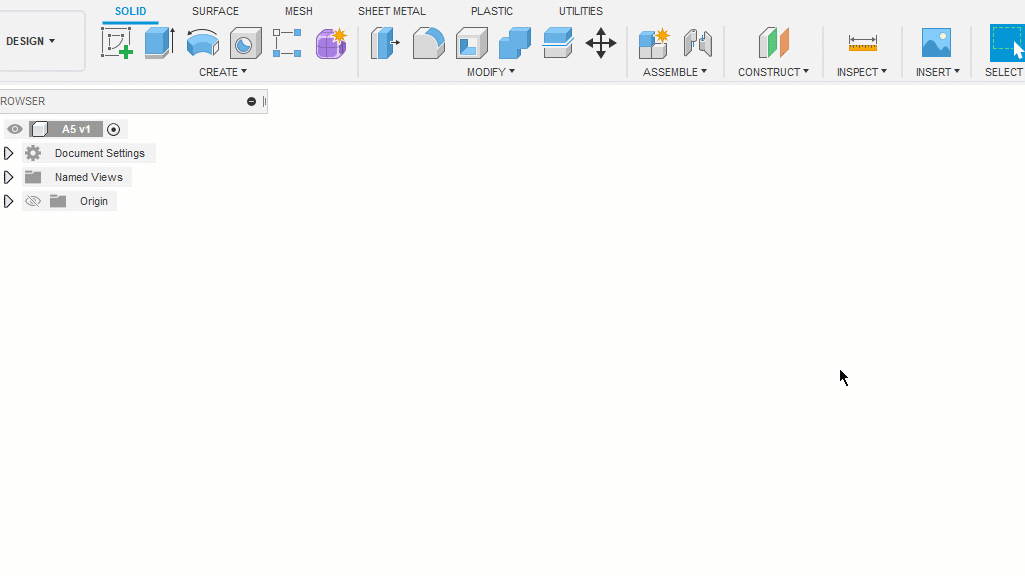 SOLID SURFACE MESH SHEET METAL PLASTIC UTILITIES
DESIGN
CREATE MODIFY ASSEMBLE CONSTRUCT INSPECT INSERT SELECT
ROWSER
A5 v1
Document Settings
Named Views
Origin